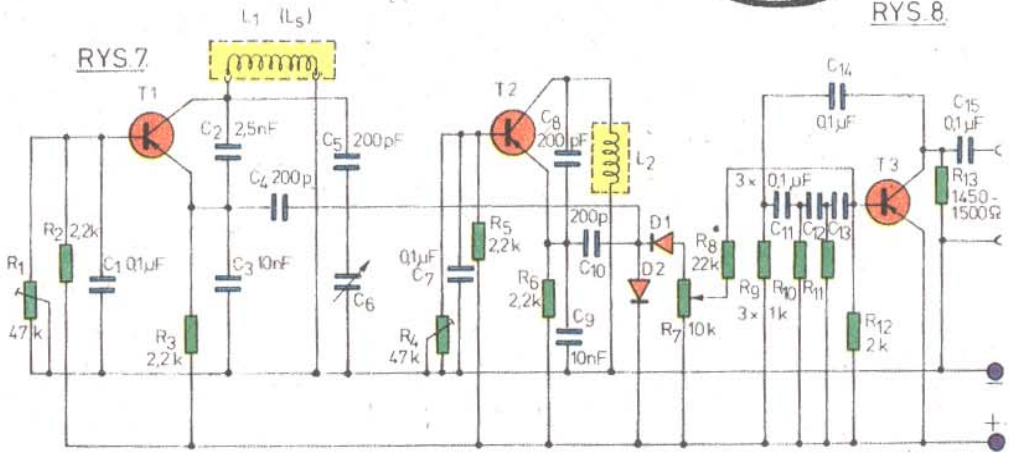 L1 (LS)
RYS.7.
RYS.8.
T1
C2 2,5nF
C5 200pF
C4 200p
R2 2,2k
R1
47k
C1 0,1µF
R3
2,2k
C3 10nF
C6
T2
C8
200pF
L2
R5
2,2k
0,1µF
C7
R4
47k
R6
2,2k
200p
C10
C9
10nF
D1
D2
R7 10k
R8
22k
C14
0,1µF
3× 0,1µF
C11 C12 C13
R9 R10 R11
3× 1k
T3
R12
2k
C15
0,1µF
R13
1450-
1500Ω
−
+